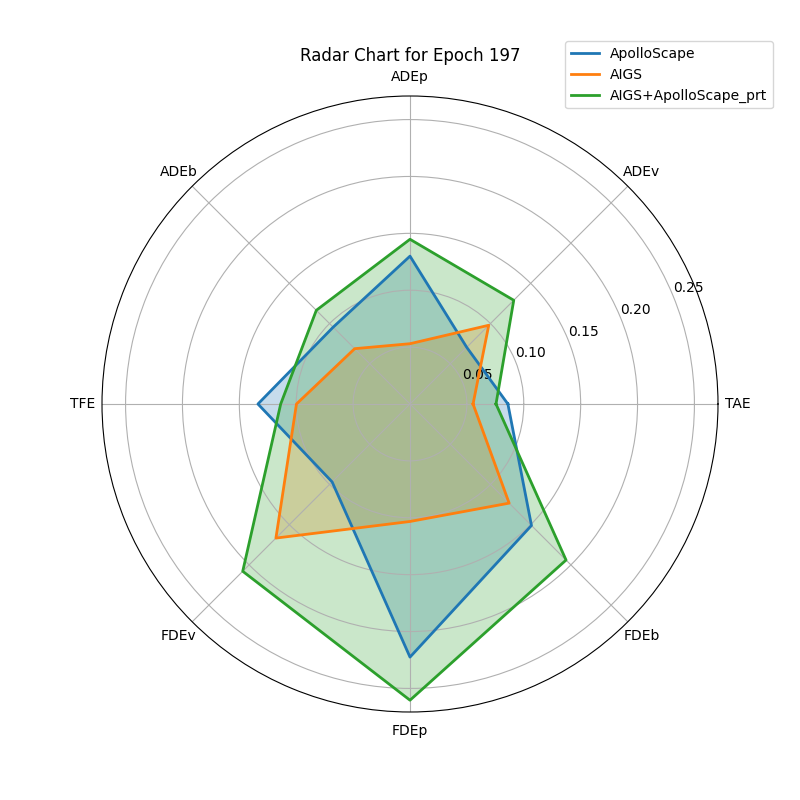 Radar Chart for Epoch 197
ApolloScape
AIGS
AIGS+ApolloScape_prt
ADEp
ADEb
ADEv
0.25
0.20
0.15
0.10
0.05
TFE
TAE
FDEv
FDEb
FDEp